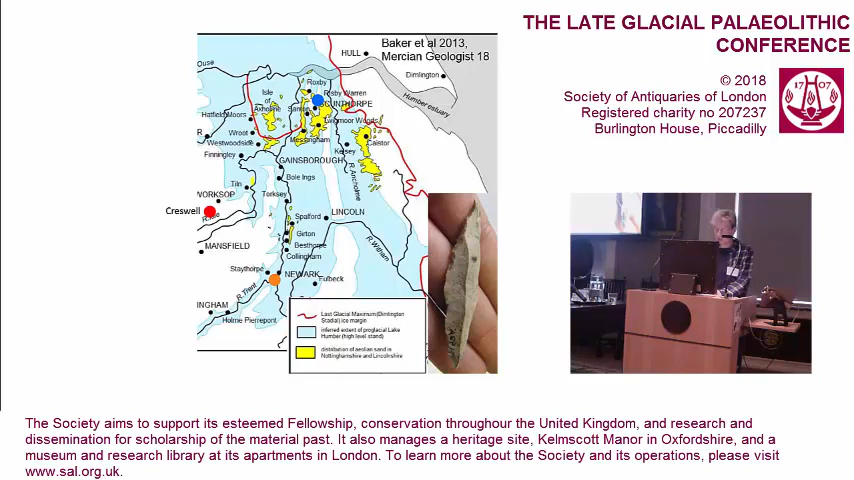 THE LATE GLACIAL PALAEOLITHIC
CONFERENCE
© 2018
Society of Antiquaries of London
Registered charity no 207237
Burlington House, Piccadilly
17 07
Baker et al 2013,
Mercian Geologist 18
HULL
Ouse
Dimlington
Roxby
Risby Warren
Isle
of
Axholme
Humber estuary
Hatfield Moors
Wroot
Westwoodside
Messingham
Caistor
Finningley
Kelsey
GAINSBOROUGH
R. Ancholme
Bole Ings
Tiln
WORKSOP
Torksey
Creswell
LINCOLN
Spalford
Girton
MANSFIELD
Besthorpe
R. Witham
Collingham
Staythorpe
NEWARK
Fulbeck
R. Trent
INGHAM
Holme Pierrepont
Last Glacial Maximum (Dimlington
Stadial) ice margin
inferred extent of proglacial Lake
Humber (high level stand)
distribution of aeolian sand in
Nottinghamshire and Lincolnshire
The Society aims to support its esteemed Fellowship, conservation throughour the United Kingdom, and research and
dissemination for scholarship of the material past. It also manages a heritage site, Kelmscott Manor in Oxfordshire, and a
museum and research library at its apartments in London. To learn more about the Society and its operations, please visit
www.sal.org.uk.